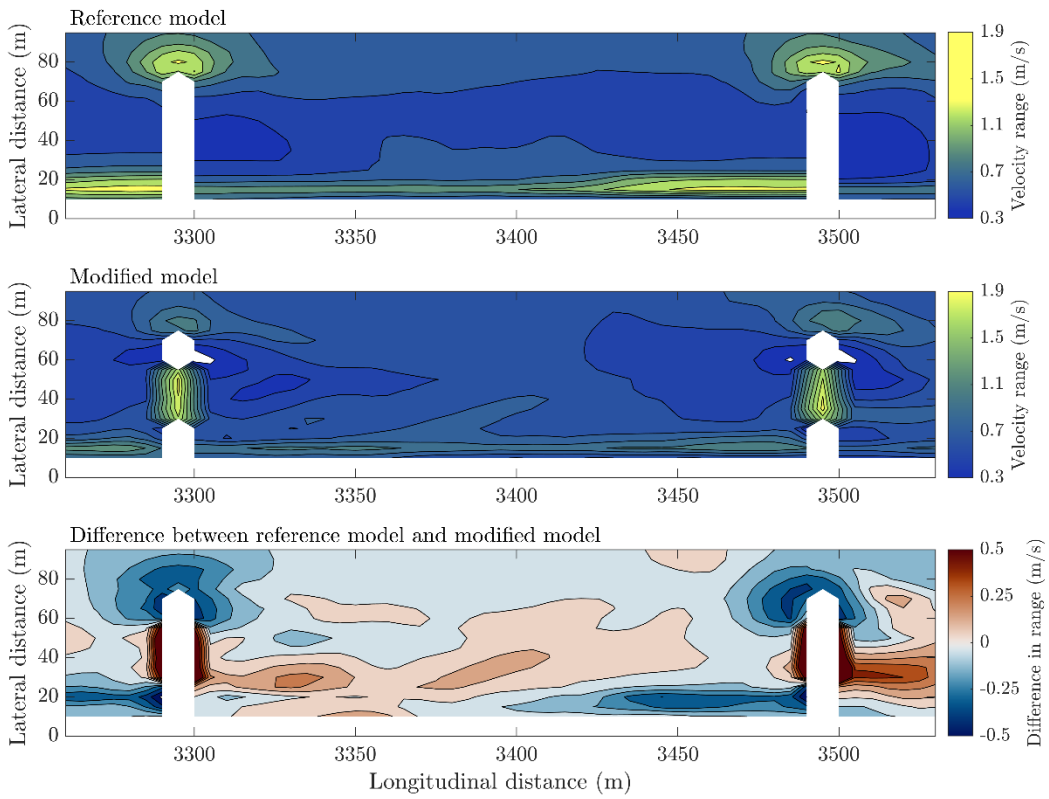 Reference model
Lateral distance (m)
80
60
40
20
0
3300 3350 3400 3450 3500
1.9
1.5
1.1
0.7
0.3
Velocity range (m/s)
Modified model
Lateral distance (m)
80
60
40
20
0
3300 3350 3400 3450 3500
1.9
1.5
1.1
0.7
0.3
Velocity range (m/s)
Difference between reference model and modified model
Lateral distance (m)
80
60
40
20
0
3300 3350 3400 3450 3500
Longitudinal distance (m)
0.5
0.25
0
-0.25
-0.5
Difference in range (m/s)